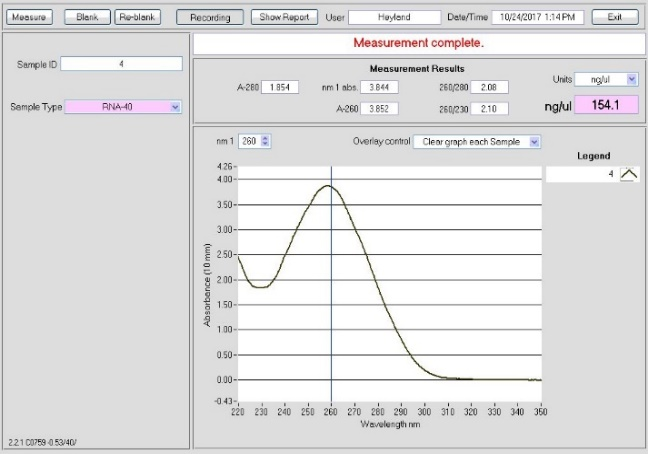 Measure Blank Re-blank Recording Show Report User Heyland Date/Time 10/24/2017 1:14 PM Exit
Measurement complete.
Sample ID 4
Sample Type RNA-40
Measurement Results
A-280 1.854 nm 1 abs. 3.844 260/280 2.08
A-260 3.852 260/230 2.10
Units ng/ul
ng/ul 154.1
nm 1 260 Overlay control Clear graph each Sample
Legend
4
Absorbance (10 mm)
4.26
4.00
3.50
3.00
2.50
2.00
1.50
1.00
0.50
0.00
-0.43
220 230 240 250 260 270 280 290 300 310 320 330 340 350
Wavelength nm
2.2.1 C0759 -0.53/40/